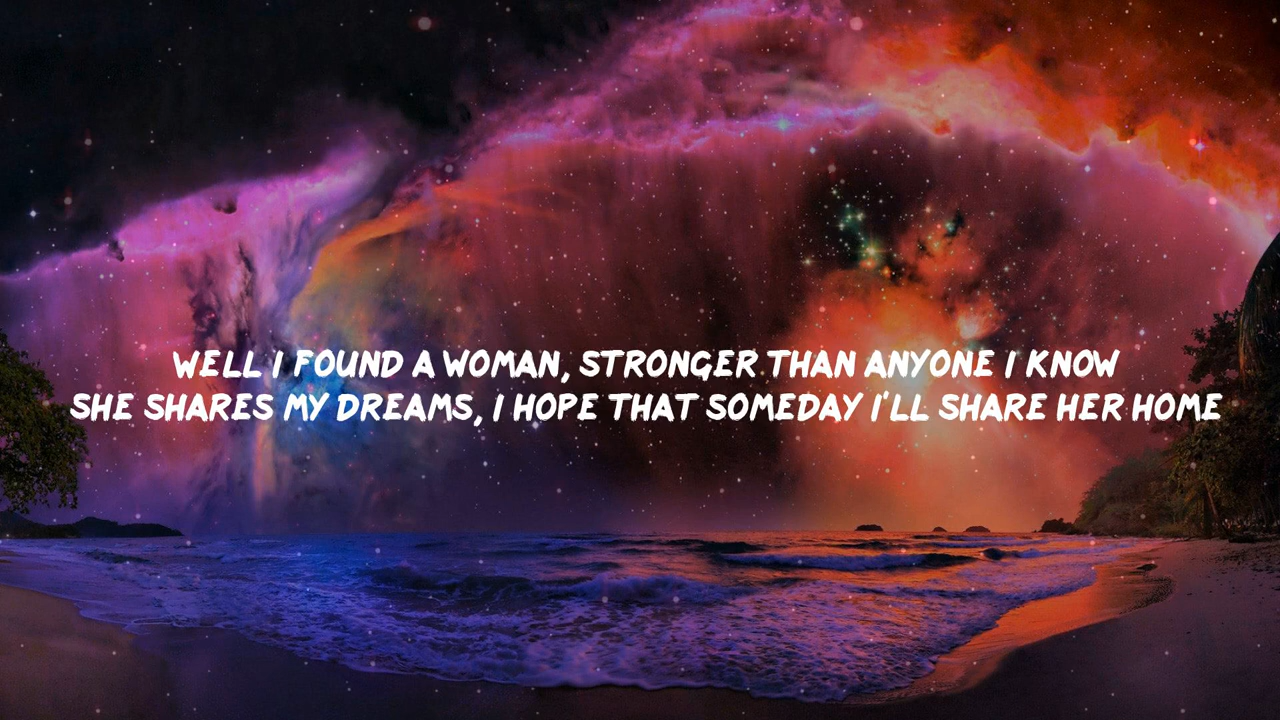 WELL I FOUND A WOMAN, STRONGER THAN ANYONE I KNOW
SHE SHARES MY DREAMS, I HOPE THAT SOMEDAY I'LL SHARE HER HOME